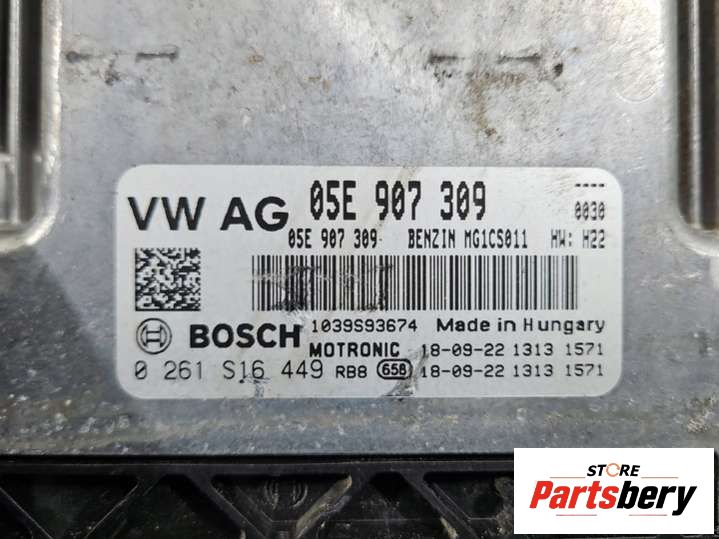 VW AG 05E 907 309 ----
0030
05E 907 309 BENZIN MG1CS011 HW: H22
BOSCH 1039S93674 Made in Hungary
MOTRONIC 18-09-22 1313 1571
0 261 S16 449 RB8 658 18-09-22 1313 1571
STORE
Partsbery